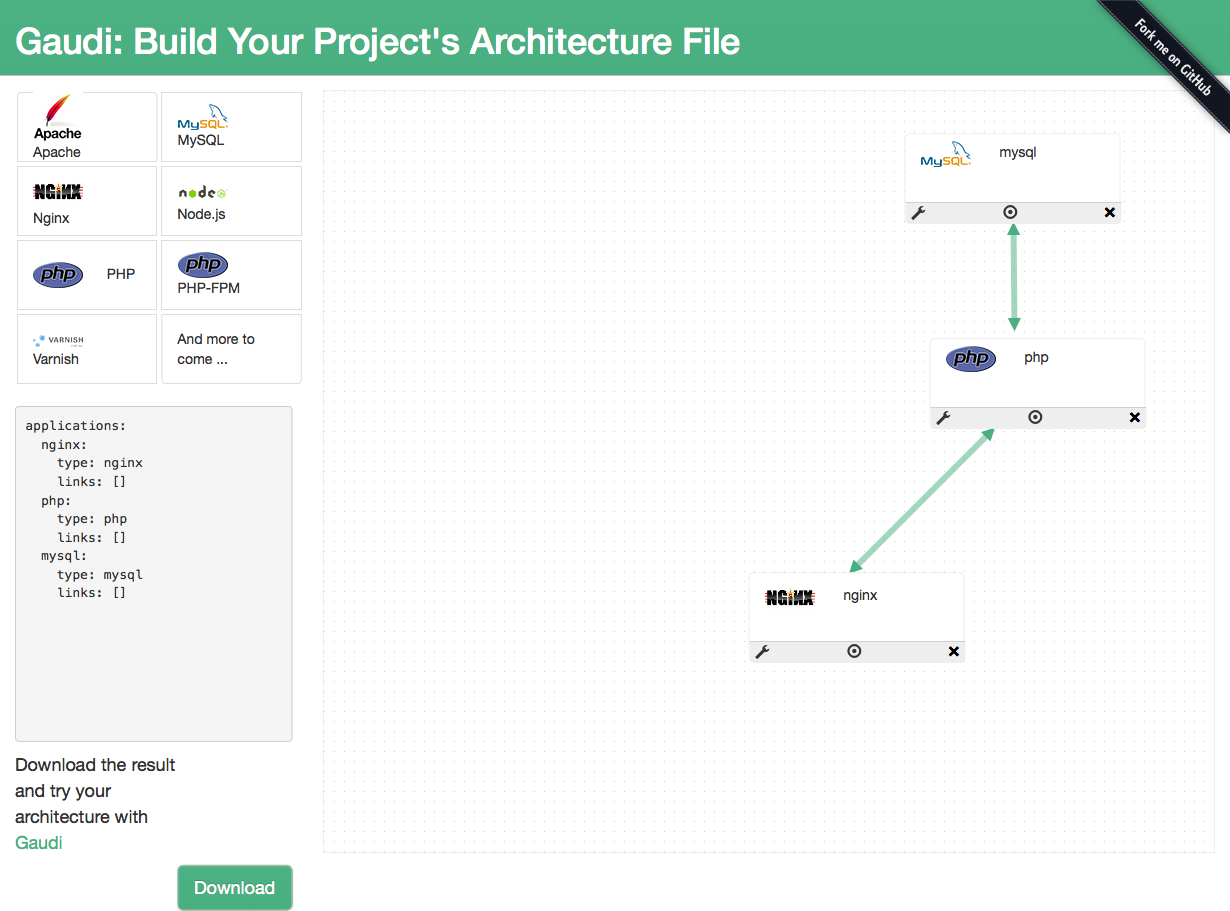 Gaudi: Build Your Project's Architecture File
Fork me on GitHub
Apache
Apache
MySQL
MySQL
NGiNX
Nginx
node
Node.js
php
PHP
php
PHP-FPM
VARNISH
Varnish
And more to
come ...
applications:
  nginx:
    type: nginx
    links: []
  php:
    type: php
    links: []
  mysql:
    type: mysql
    links: []
Download the result
and try your
architecture with
Gaudi
Download
MySQL
mysql
php
php
NGiNX
nginx